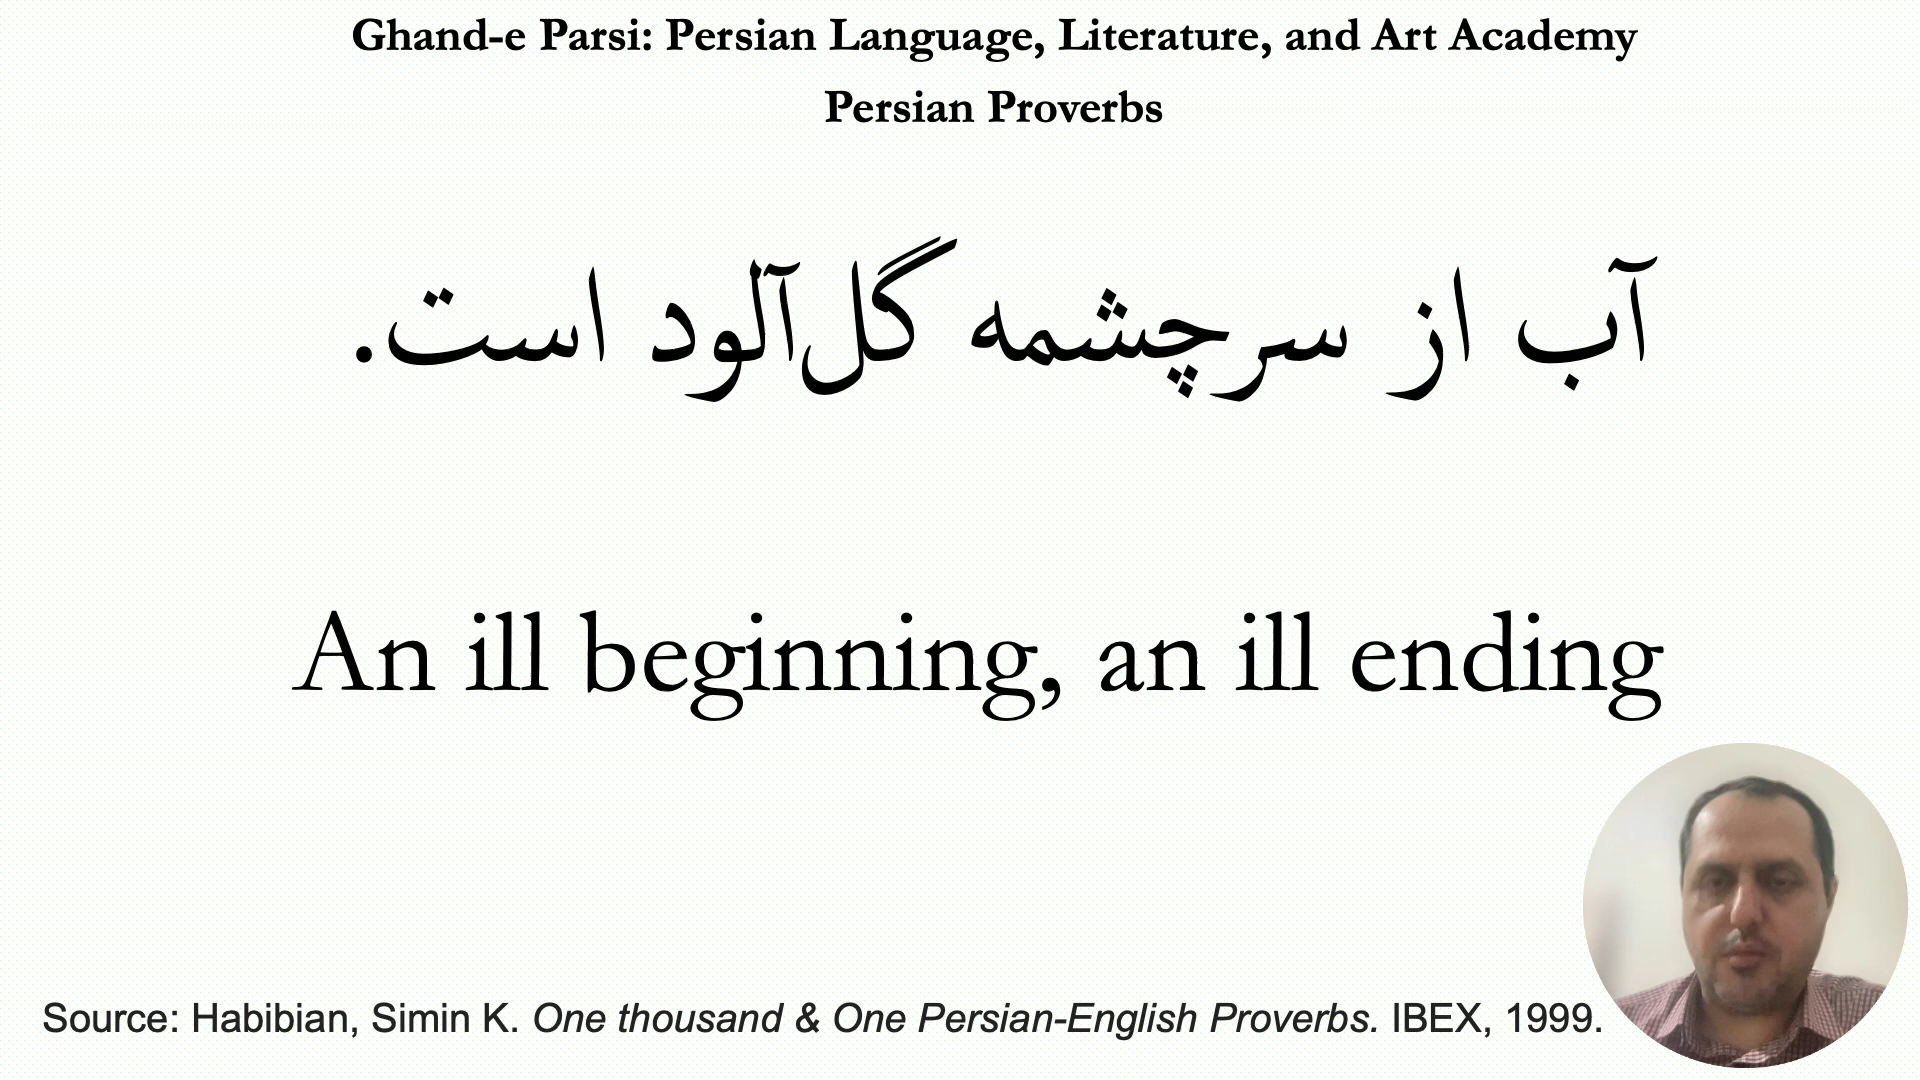 Ghand-e Parsi: Persian Language, Literature, and Art Academy
Persian Proverbs
آب از سرچشمه گل‌آلود است.
An ill beginning, an ill ending
Source: Habibian, Simin K. One thousand & One Persian-English Proverbs. IBEX, 1999.